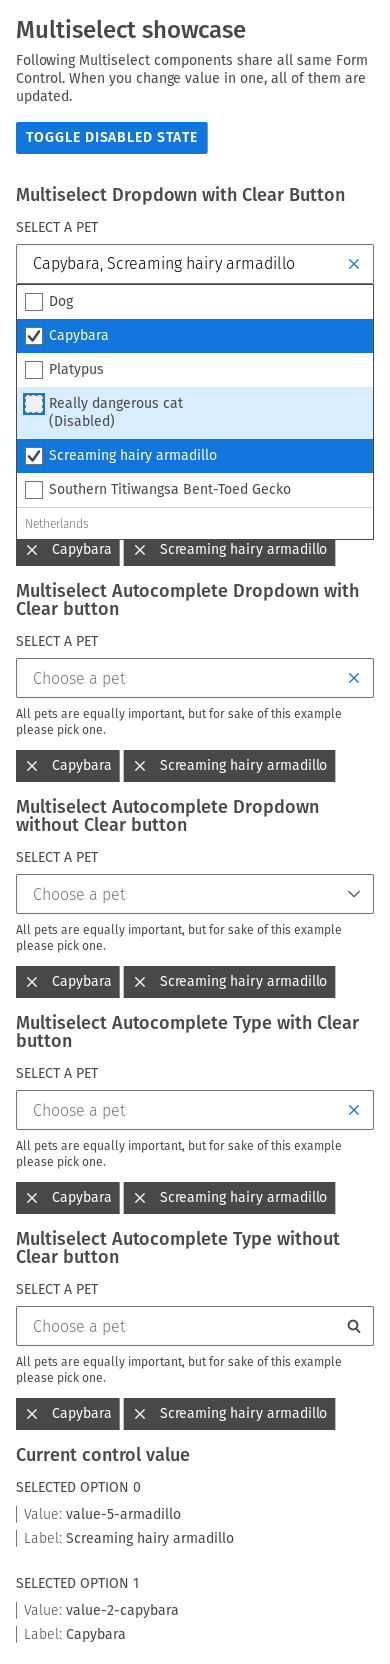 Multiselect showcase
Following Multiselect components share all same Form
Control. When you change value in one, all of them are
updated.
TOGGLE DISABLED STATE
Multiselect Dropdown with Clear Button
SELECT A PET
Capybara, Screaming hairy armadillo
Dog
Capybara
Platypus
Really dangerous cat
(Disabled)
Screaming hairy armadillo
Southern Titiwangsa Bent-Toed Gecko
Netherlands
Capybara Screaming hairy armadillo
Multiselect Autocomplete Dropdown with
Clear button
SELECT A PET
Choose a pet
All pets are equally important, but for sake of this example
please pick one.
Capybara Screaming hairy armadillo
Multiselect Autocomplete Dropdown
without Clear button
SELECT A PET
Choose a pet
All pets are equally important, but for sake of this example
please pick one.
Capybara Screaming hairy armadillo
Multiselect Autocomplete Type with Clear
button
SELECT A PET
Choose a pet
All pets are equally important, but for sake of this example
please pick one.
Capybara Screaming hairy armadillo
Multiselect Autocomplete Type without
Clear button
SELECT A PET
Choose a pet
All pets are equally important, but for sake of this example
please pick one.
Capybara Screaming hairy armadillo
Current control value
SELECTED OPTION 0
Value: value-5-armadillo
Label: Screaming hairy armadillo
SELECTED OPTION 1
Value: value-2-capybara
Label: Capybara